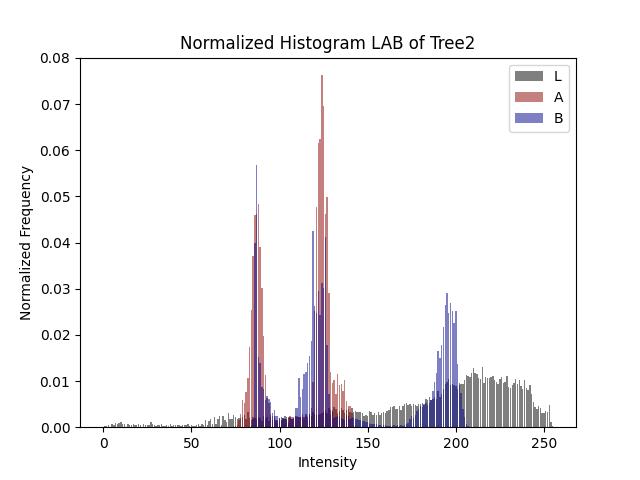 Normalized Histogram LAB of Tree2
L
A
B
Normalized Frequency
0.08
0.07
0.06
0.05
0.04
0.03
0.02
0.01
0.00
0 50 100 150 200 250
Intensity